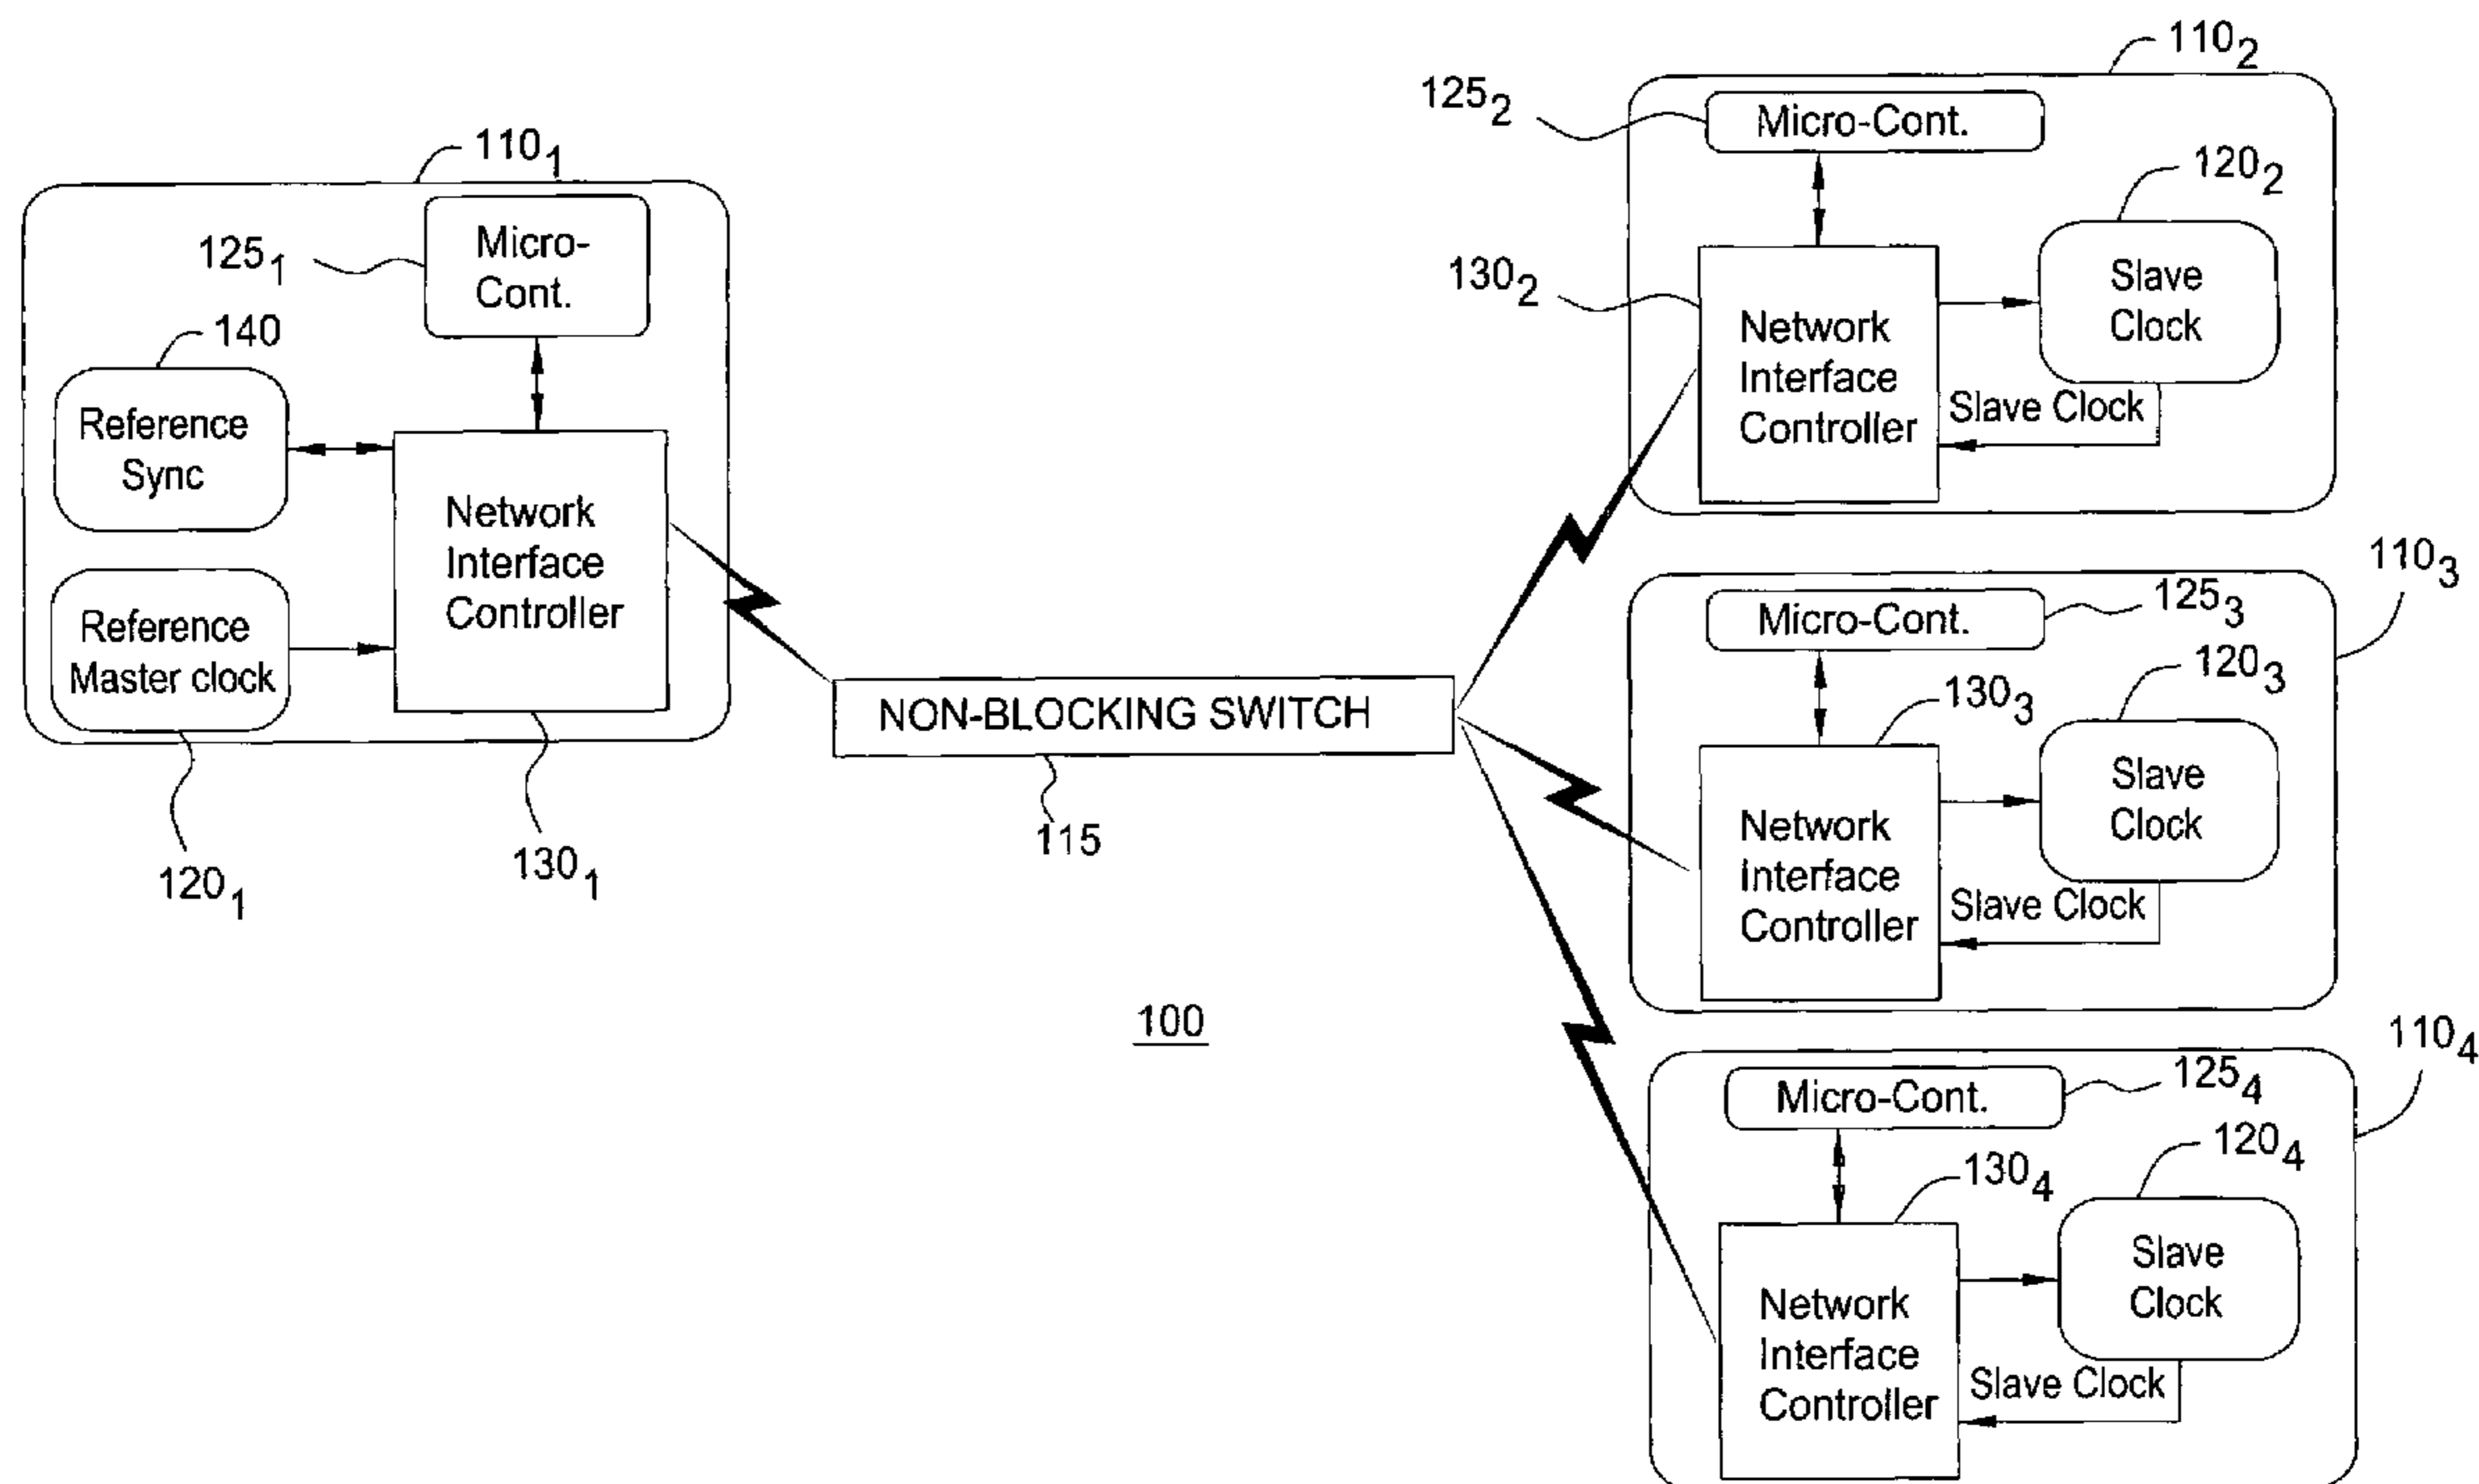 110₁
125₁
Micro-
Cont.
140
Reference
Sync
Network
Interface
Controller
Reference
Master clock
120₁
130₁
NON-BLOCKING SWITCH
115
100
110₂
125₂
Micro-Cont.
120₂
130₂
Network
Interface
Controller
Slave
Clock
Slave Clock
110₃
Micro-Cont.
125₃
120₃
130₃
Network
Interface
Controller
Slave
Clock
Slave Clock
110₄
Micro-Cont.
125₄
120₄
130₄
Network
Interface
Controller
Slave
Clock
Slave Clock